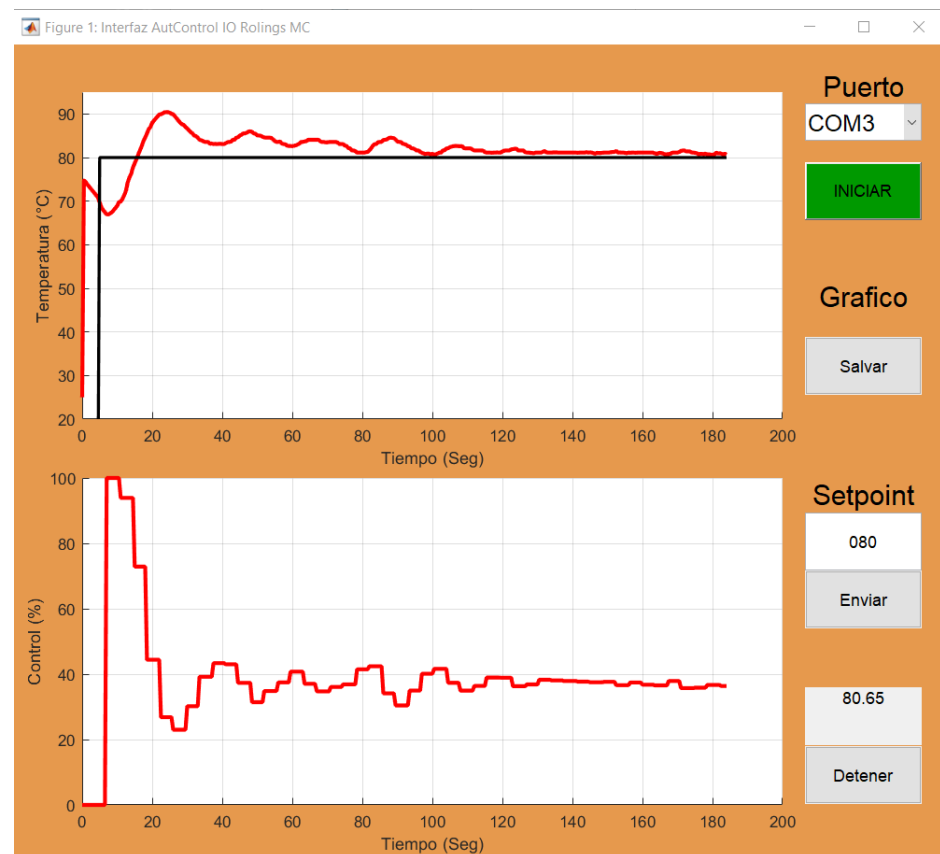 Figure 1: Interfaz AutControl IO Rolings MC
90
80
70
60
50
40
30
20
Temperatura (°C)
0 20 40 60 80 100 120 140 160 180 200
Tiempo (Seg)
100
80
60
40
20
0
Control (%)
0 20 40 60 80 100 120 140 160 180 200
Tiempo (Seg)
Puerto
COM3
INICIAR
Grafico
Salvar
Setpoint
080
Enviar
80.65
Detener